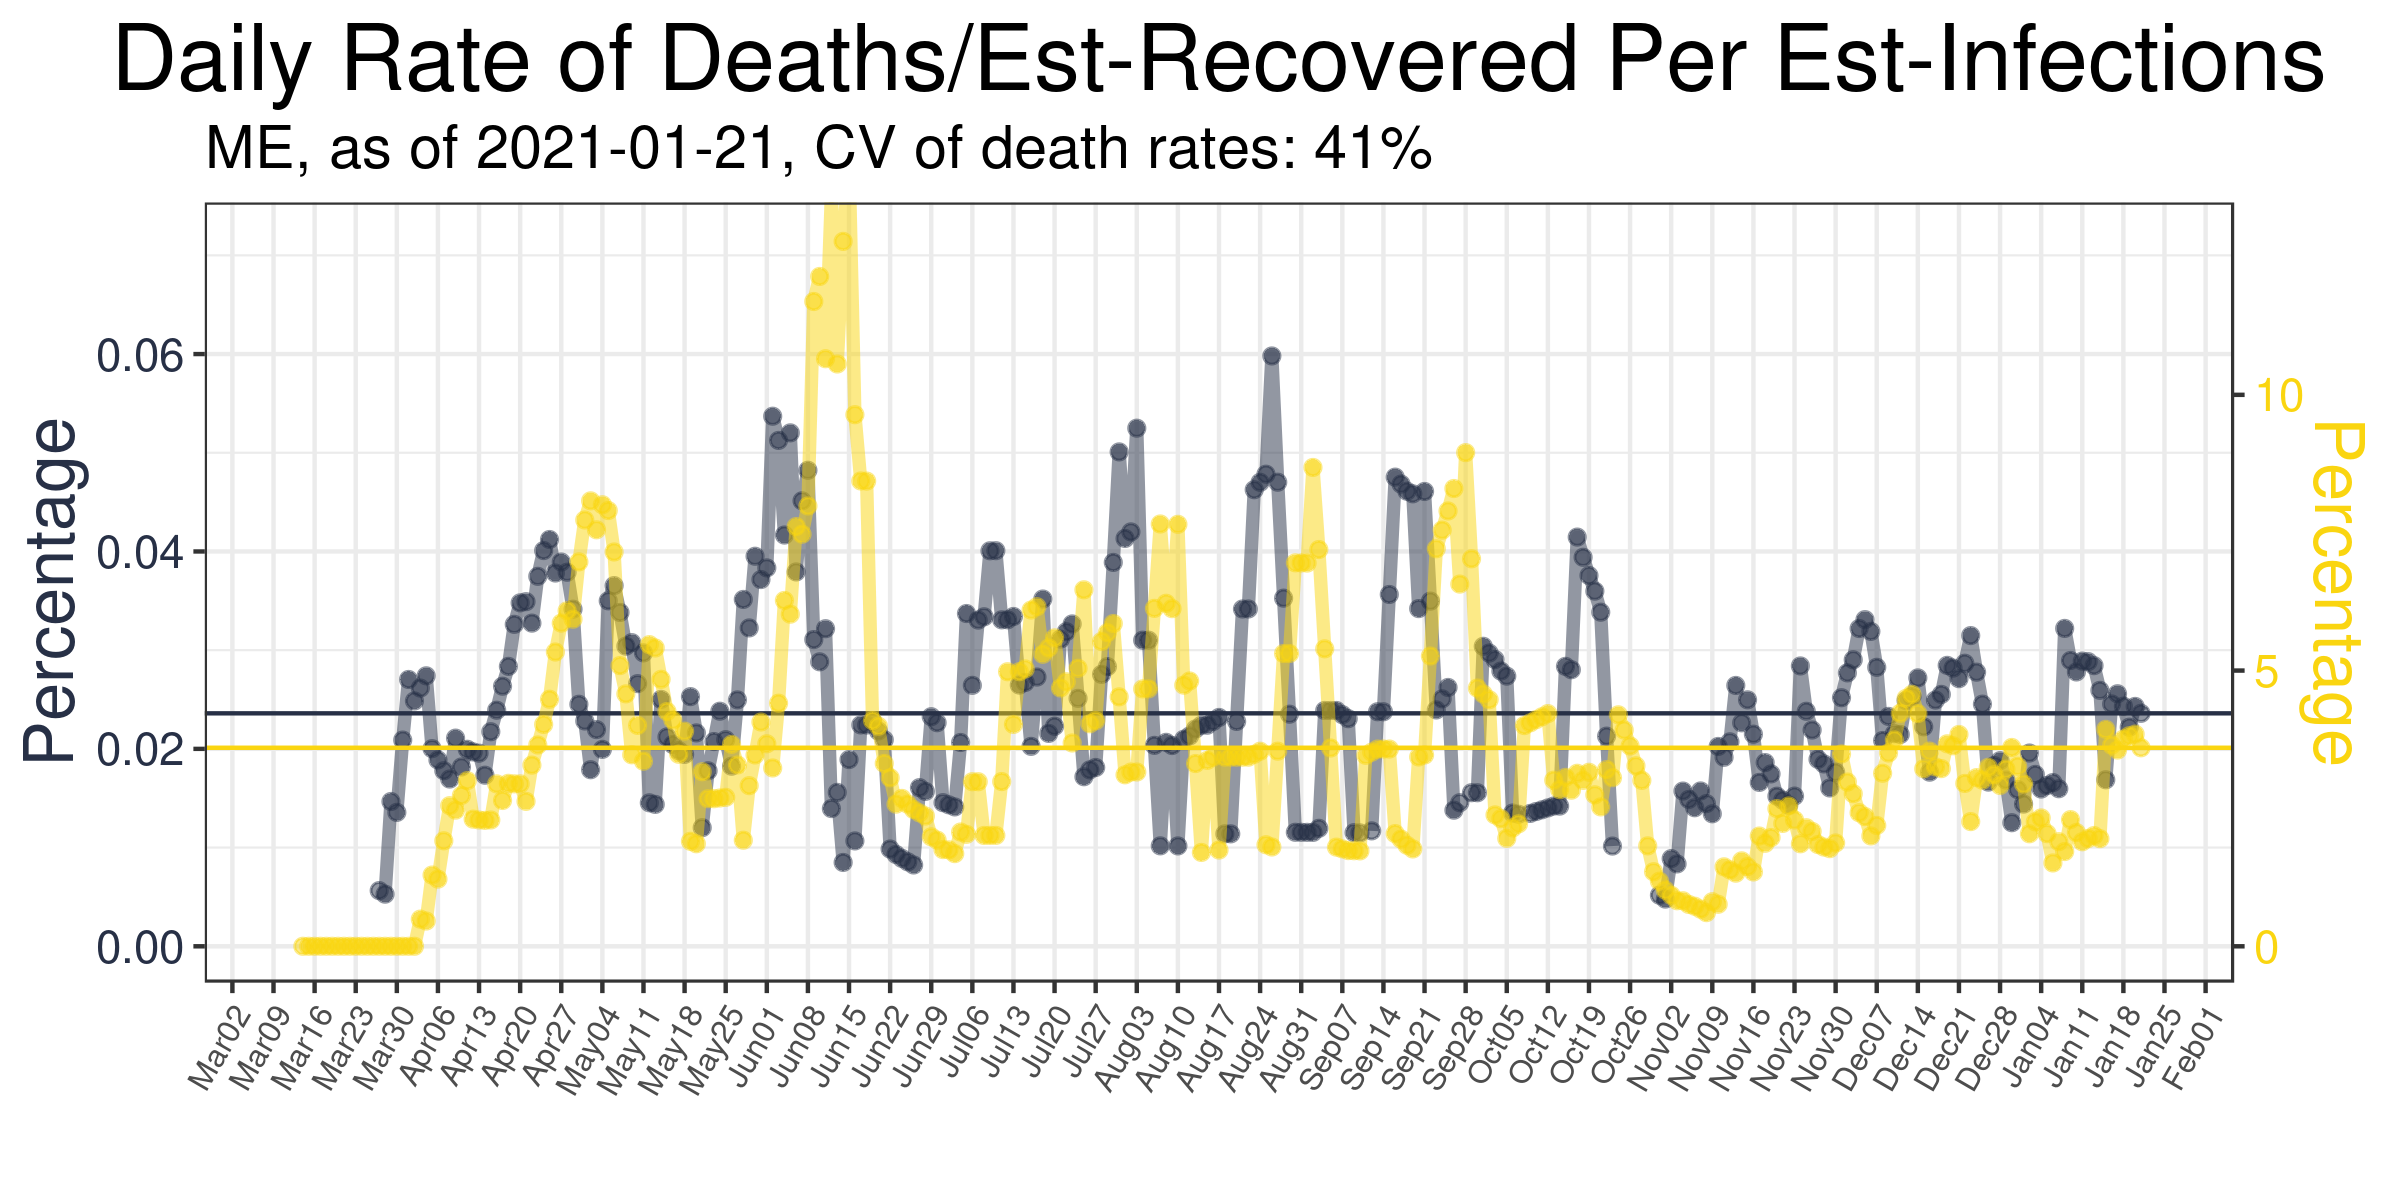 Daily Rate of Deaths/Est-Recovered Per Est-Infections
ME, as of 2021-01-21, CV of death rates: 41%
Percentage
0.06
0.04
0.02
0.00
10
5
0
Percentage
Mar02 Mar09 Mar16 Mar23 Mar30 Apr06 Apr13 Apr20 Apr27 May04 May11 May18 May25 Jun01 Jun08 Jun15 Jun22 Jun29 Jul06 Jul13 Jul20 Jul27 Aug03 Aug10 Aug17 Aug24 Aug31 Sep07 Sep14 Sep21 Sep28 Oct05 Oct12 Oct19 Oct26 Nov02 Nov09 Nov16 Nov23 Nov30 Dec07 Dec14 Dec21 Dec28 Jan04 Jan11 Jan18 Jan25 Feb01